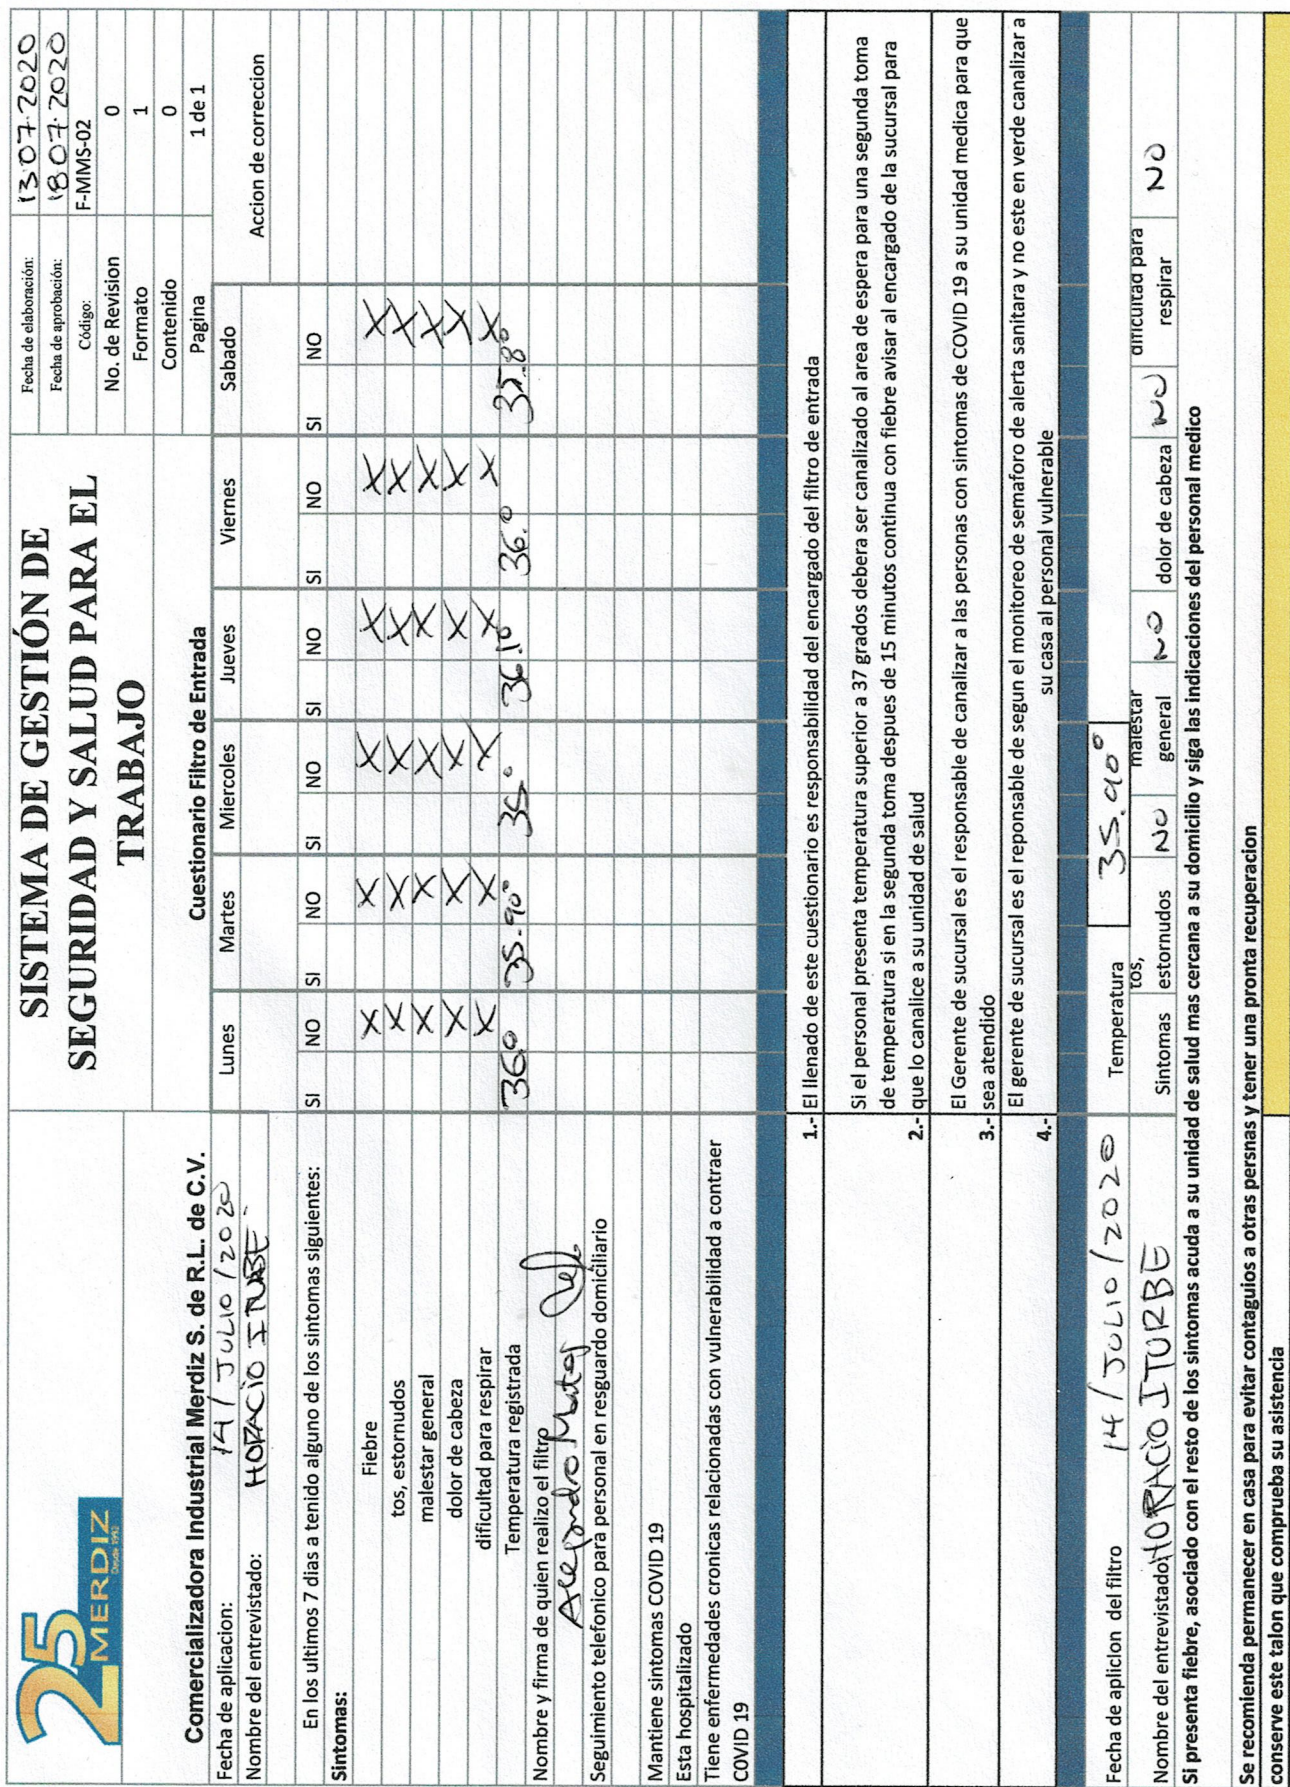 25
MERDIZ
Desde 1992
SISTEMA DE GESTIÓN DE
SEGURIDAD Y SALUD PARA EL
TRABAJO
Fecha de elaboración: 13.07.2020
Fecha de aprobación: 18.07.2020
Código: F-MMS-02
No. de Revision 0
Formato 1
Contenido 0
Pagina 1 de 1
Comercializadora Industrial Merdiz S. de R.L. de C.V. Cuestionario Filtro de Entrada
Fecha de aplicacion: 14/JULIO/2020 Lunes Martes Miercoles Jueves Viernes Sabado
Accion de correccion
Nombre del entrevistado: HORACIO ITURBE
En los ultimos 7 dias a tenido alguno de los sintomas siguientes: SI NO SI NO SI NO SI NO SI NO SI NO
Sintomas:
Fiebre X X X X X X
tos, estornudos X X X X X X
malestar general X X X X X X
dolor de cabeza X X X X X X
dificultad para respirar X X X X X X
Temperatura registrada 36.0 35.90° 36.10 36.0 35.80
Nombre y firma de quien realizo el filtro
Alejandro Matos
Seguimiento telefonico para personal en resguardo domiciliario
Mantiene sintomas COVID 19
Esta hospitalizado
Tiene enfermedades cronicas relacionadas con vulnerabilidad a contraer
COVID 19
1.- El llenado de este cuestionario es responsabilidad del encargado del filtro de entrada
Si el personal presenta temperatura superior a 37 grados debera ser canalizado al area de espera para una segunda toma
de temperatura si en la segunda toma despues de 15 minutos continua con fiebre avisar al encargado de la sucursal para
2.- que lo canalice a su unidad de salud
El Gerente de sucursal es el responsable de canalizar a las personas con sintomas de COVID 19 a su unidad medica para que
3.- sea atendido
El gerente de sucursal es el reponsable de segun el monitoreo de semaforo de alerta sanitara y no este en verde canalizar a
4.- su casa al personal vulnerable
Fecha de aplicion del filtro 14/JULIO/2020 Temperatura 35.90°
Nombre del entrevistado HORACIO ITURBE Sintomas tos, estornudos NO malestar general NO dolor de cabeza NO dificultad para respirar NO
Si presenta fiebre, asociado con el resto de los sintomas acuda a su unidad de salud mas cercana a su domicilio y siga las indicaciones del personal medico
Se recomienda permanecer en casa para evitar contaguios a otras persnas y tener una pronta recuperacion
conserve este talon que comprueba su asistencia